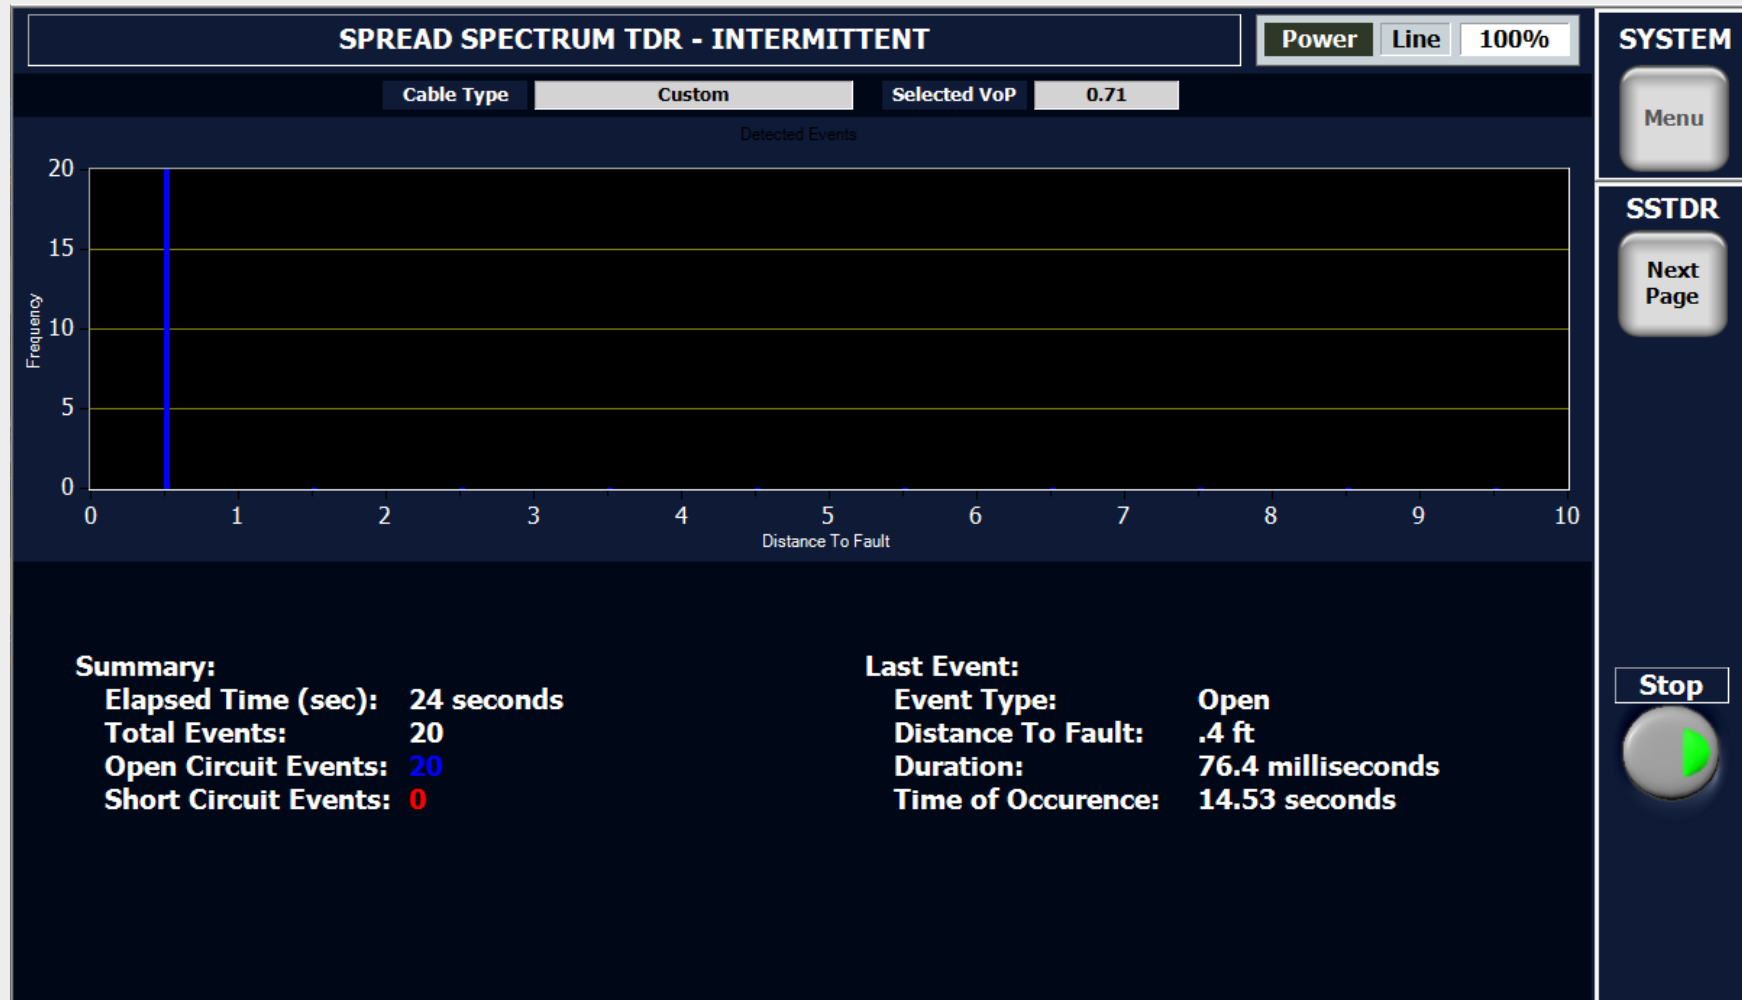 SPREAD SPECTRUM TDR - INTERMITTENT
Power Line 100%
SYSTEM
Menu
Cable Type Custom Selected VoP 0.71
Detected Events
20
15
10
5
0
Frequency
0 1 2 3 4 5 6 7 8 9 10
Distance To Fault
SSTDR
Next
Page
Summary:
Elapsed Time (sec): 24 seconds
Total Events: 20
Open Circuit Events: 20
Short Circuit Events: 0
Last Event:
Event Type: Open
Distance To Fault: .4 ft
Duration: 76.4 milliseconds
Time of Occurence: 14.53 seconds
Stop